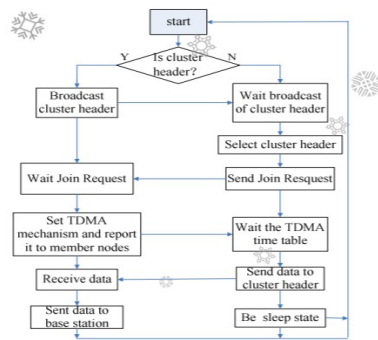 start
Y
Is cluster
header?
N
Broadcast
cluster header
Wait broadcast
of cluster header
Select cluster header
Wait Join Request
Send Join Resquest
Set TDMA
mechanism and report
it to member nodes
Wait the TDMA
time table
Receive data
Send data to
cluster header
Sent data to
base station
Be sleep state